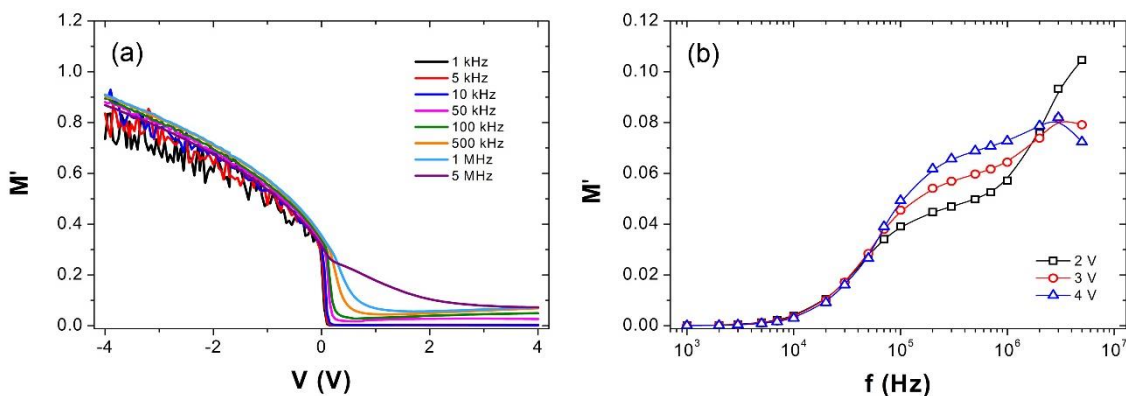 (a)
M'
1.2
1.0
0.8
0.6
0.4
0.2
0.0
-4
-2
0
2
4
V (V)
1 kHz
5 kHz
10 kHz
50 kHz
100 kHz
500 kHz
1 MHz
5 MHz
(b)
M'
0.12
0.10
0.08
0.06
0.04
0.02
0.00
10³
10⁴
10⁵
10⁶
10⁷
f (Hz)
2 V
3 V
4 V